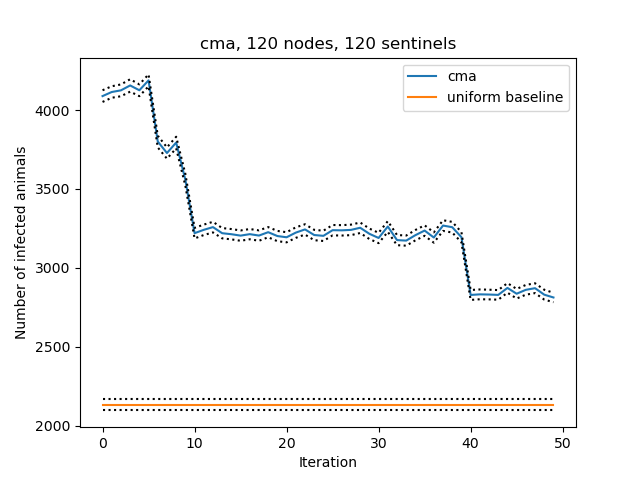 cma, 120 nodes, 120 sentinels
cma
uniform baseline
4000
3500
3000
2500
2000
Number of infected animals
0 10 20 30 40 50
Iteration